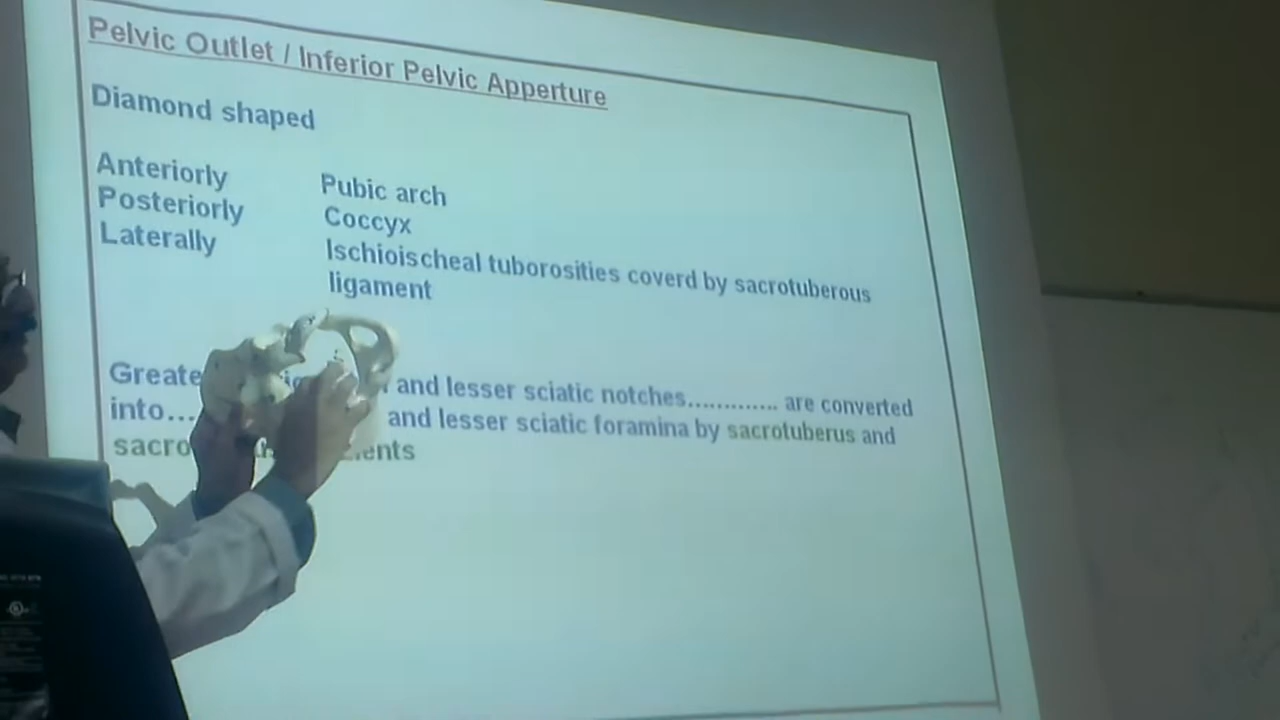 Pelvic Outlet / Inferior Pelvic Apperture
Diamond shaped
Anteriorly Pubic arch
Posteriorly Coccyx
Laterally Ischioischeal tuborosities coverd by sacrotuberous
ligament
and lesser sciatic notches............. are converted
into... and lesser sciatic foramina by sacrotuberus and